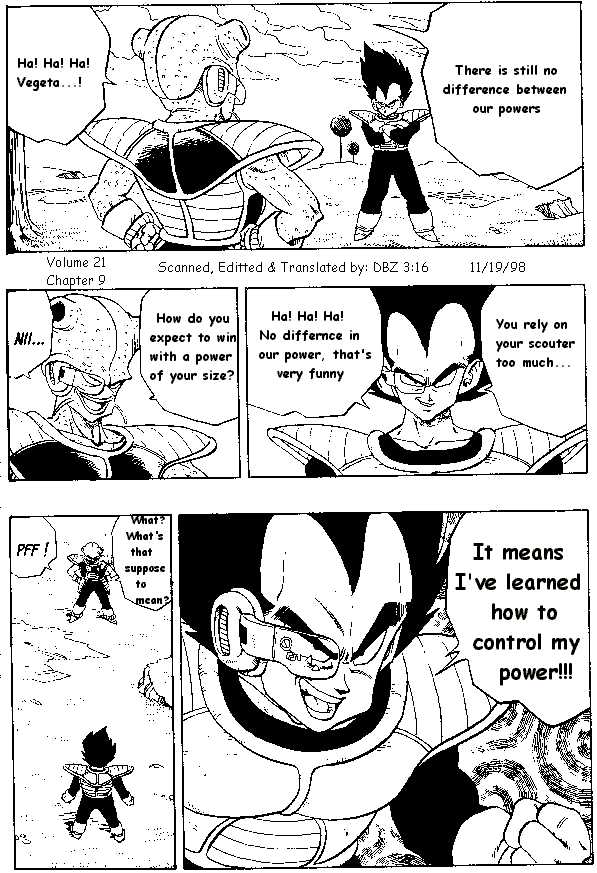 Ha! Ha! Ha!
Vegeta...!
There is still no
difference between
our powers
Volume 21
Chapter 9
Scanned, Editted & Translated by: DBZ 3:16
11/19/98
NII...
How do you
expect to win
with a power
of your size?
Ha! Ha! Ha!
No differnce in
our power, that's
very funny
You rely on
your scouter
too much...
PFF !
What?
What's
that
suppose
to
mean?
It means
I've learned
how to
control my
power!!!